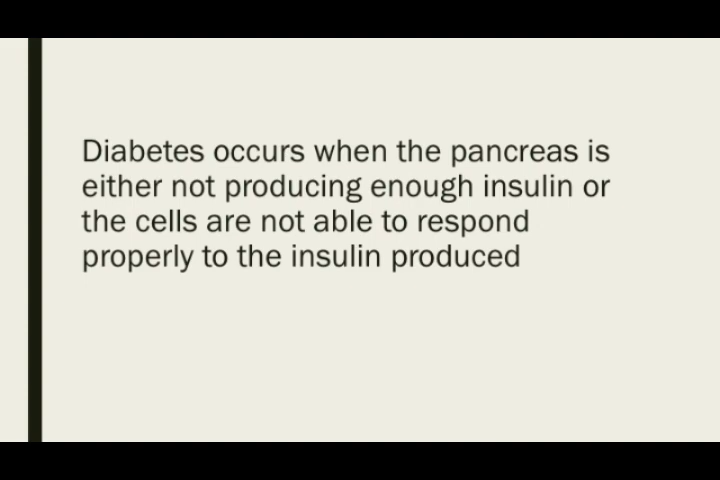 Diabetes occurs when the pancreas is
either not producing enough insulin or
the cells are not able to respond
properly to the insulin produced